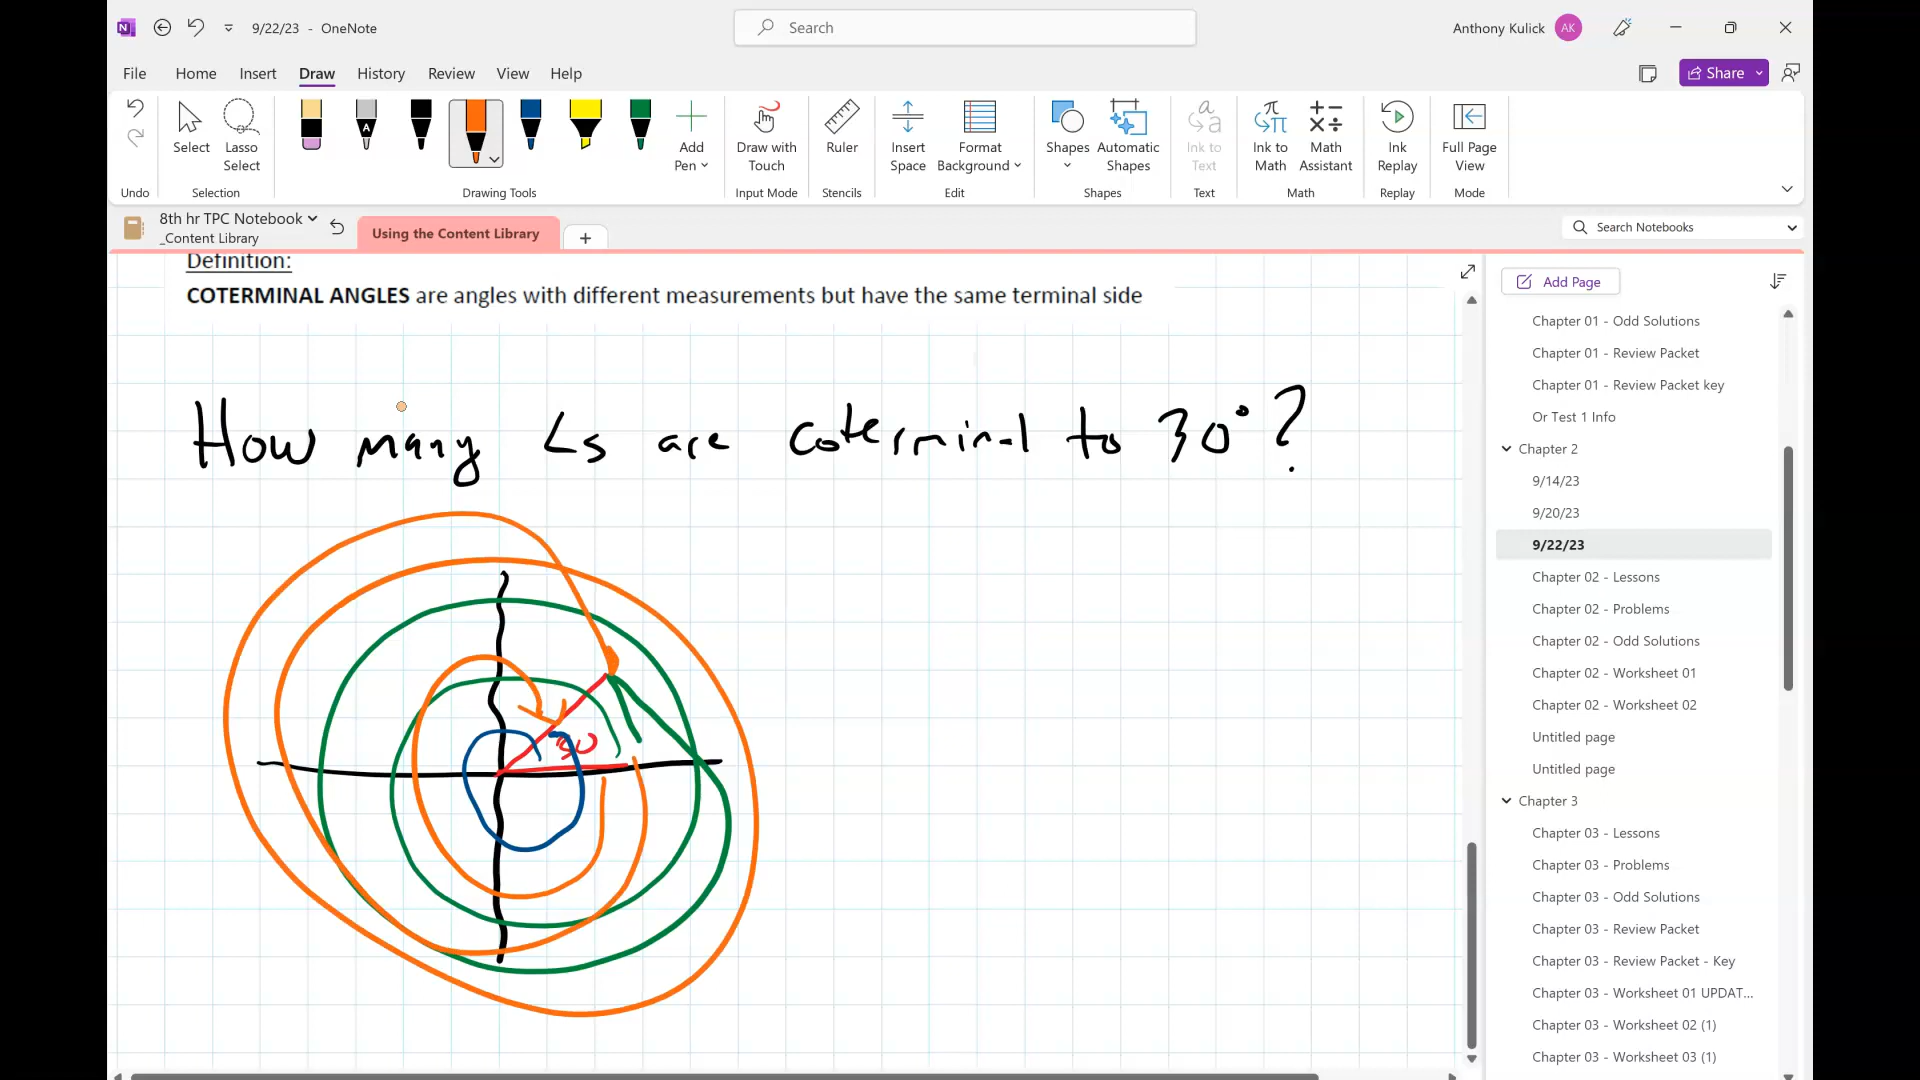 9/22/23 - OneNote
Search
Anthony Kulick AK
File Home Insert Draw History Review View Help
Share
A
Select
Lasso Select
Add Pen
Draw with Touch
Ruler
Insert Space
Format Background
Shapes
Automatic Shapes
Ink to Text
Ink to Math
Math Assistant
Ink Replay
Full Page View
Undo Selection Drawing Tools Input Mode Stencils Edit Shapes Text Math Replay Mode
8th hr TPC Notebook
_Content Library
Using the Content Library
Search Notebooks
Definition:
COTERMINAL ANGLES are angles with different measurements but have the same terminal side
How many ∠s are coterminal to 30°?
30
Add Page
Chapter 01 - Odd Solutions
Chapter 01 - Review Packet
Chapter 01 - Review Packet key
Or Test 1 Info
Chapter 2
9/14/23
9/20/23
9/22/23
Chapter 02 - Lessons
Chapter 02 - Problems
Chapter 02 - Odd Solutions
Chapter 02 - Worksheet 01
Chapter 02 - Worksheet 02
Untitled page
Untitled page
Chapter 3
Chapter 03 - Lessons
Chapter 03 - Problems
Chapter 03 - Odd Solutions
Chapter 03 - Review Packet
Chapter 03 - Review Packet - Key
Chapter 03 - Worksheet 01 UPDAT...
Chapter 03 - Worksheet 02 (1)
Chapter 03 - Worksheet 03 (1)